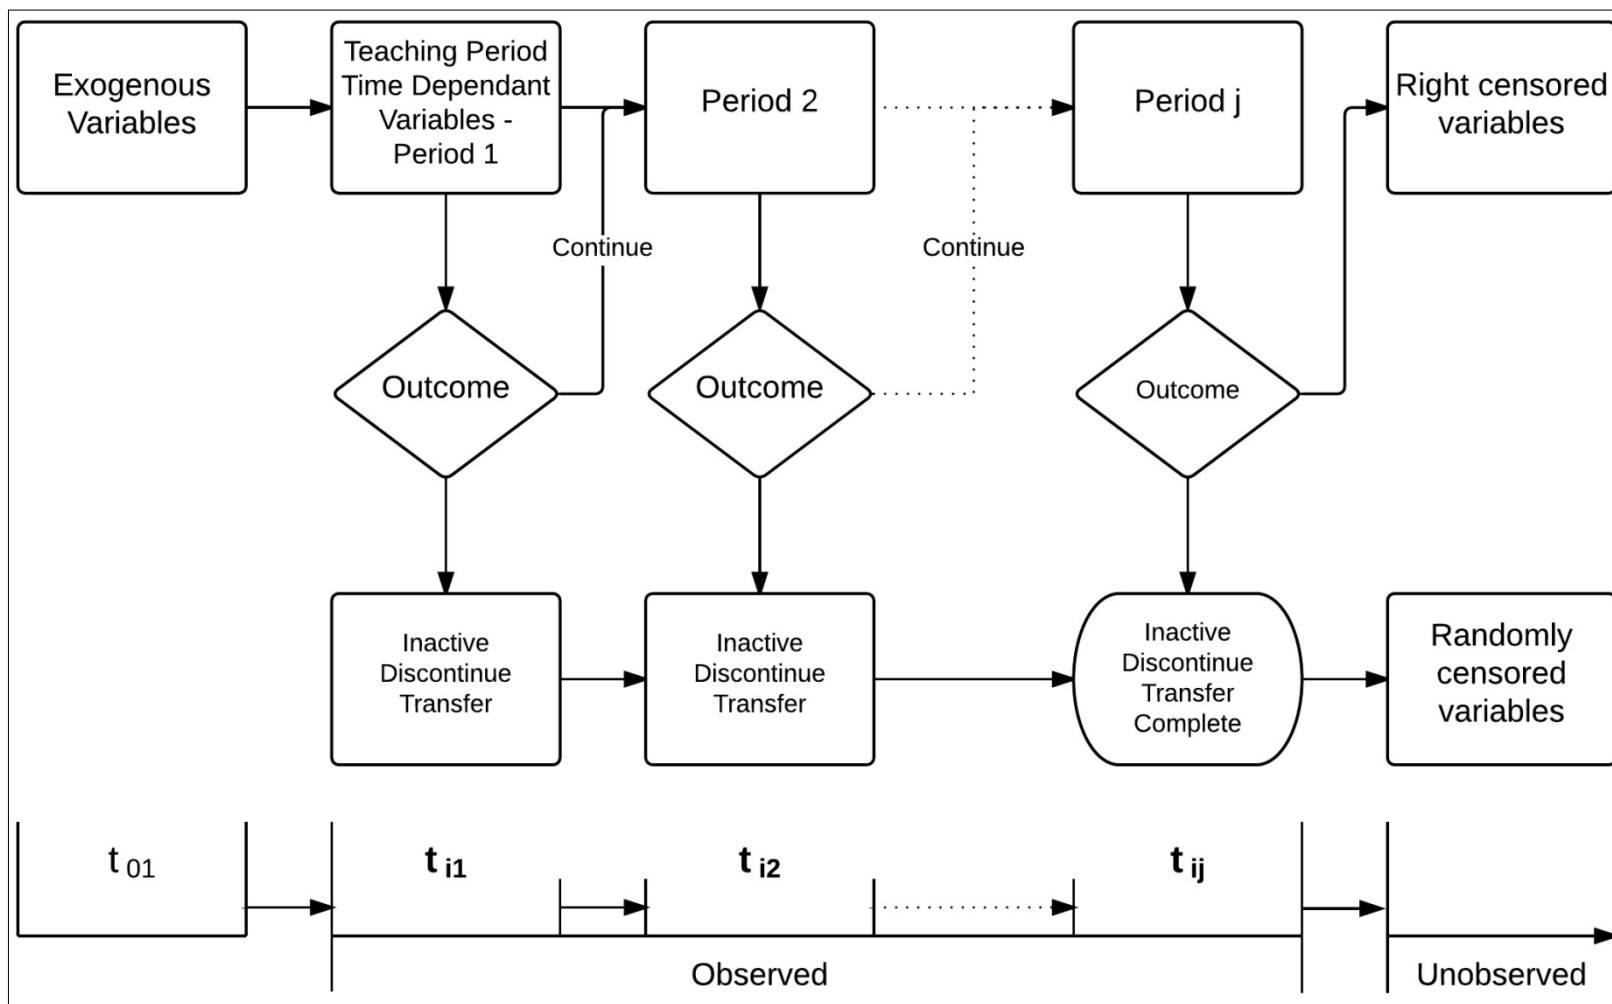 Exogenous
Variables
Teaching Period
Time Dependant
Variables -
Period 1
Period 2
Period j
Right censored
variables
Continue
Continue
Outcome
Outcome
Outcome
Inactive
Discontinue
Transfer
Inactive
Discontinue
Transfer
Inactive
Discontinue
Transfer
Complete
Randomly
censored
variables
t 01
t i1
t i2
t ij
Observed
Unobserved